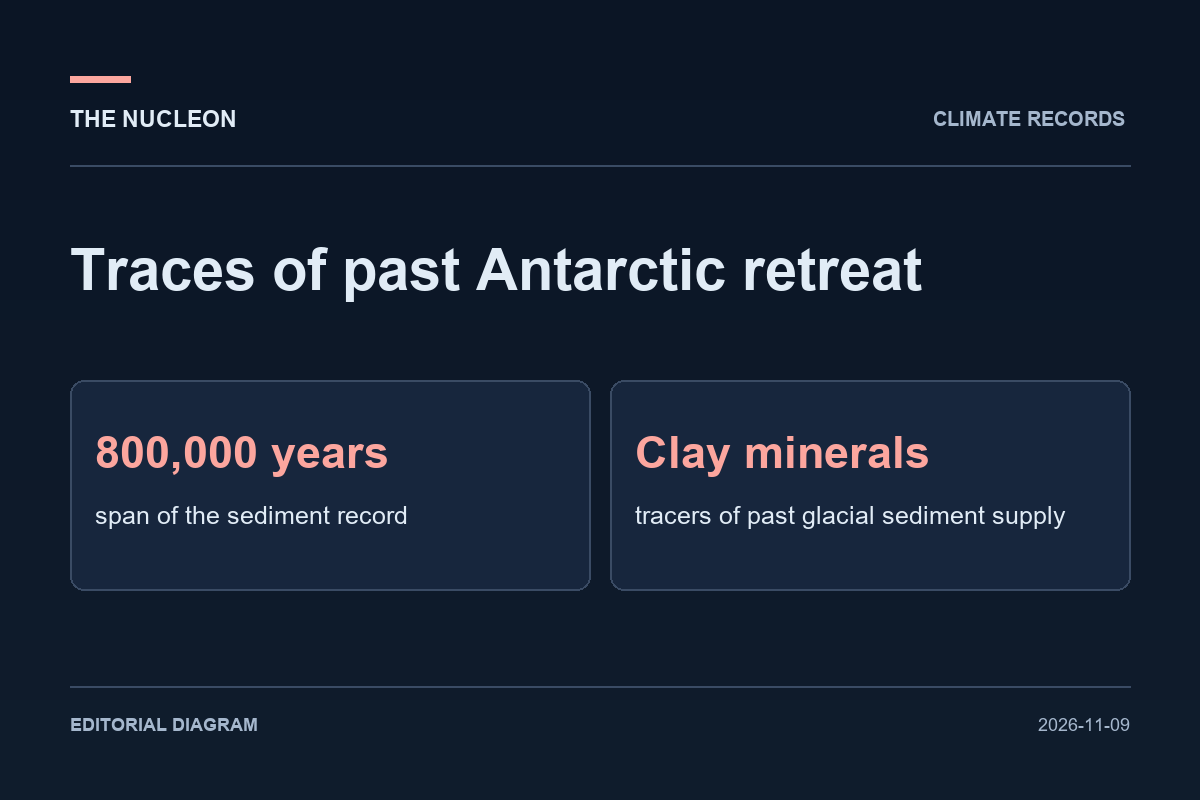 THE NUCLEON
CLIMATE RECORDS
Traces of past Antarctic retreat
800,000 years
span of the sediment record
Clay minerals
tracers of past glacial sediment supply
EDITORIAL DIAGRAM
2026-11-09